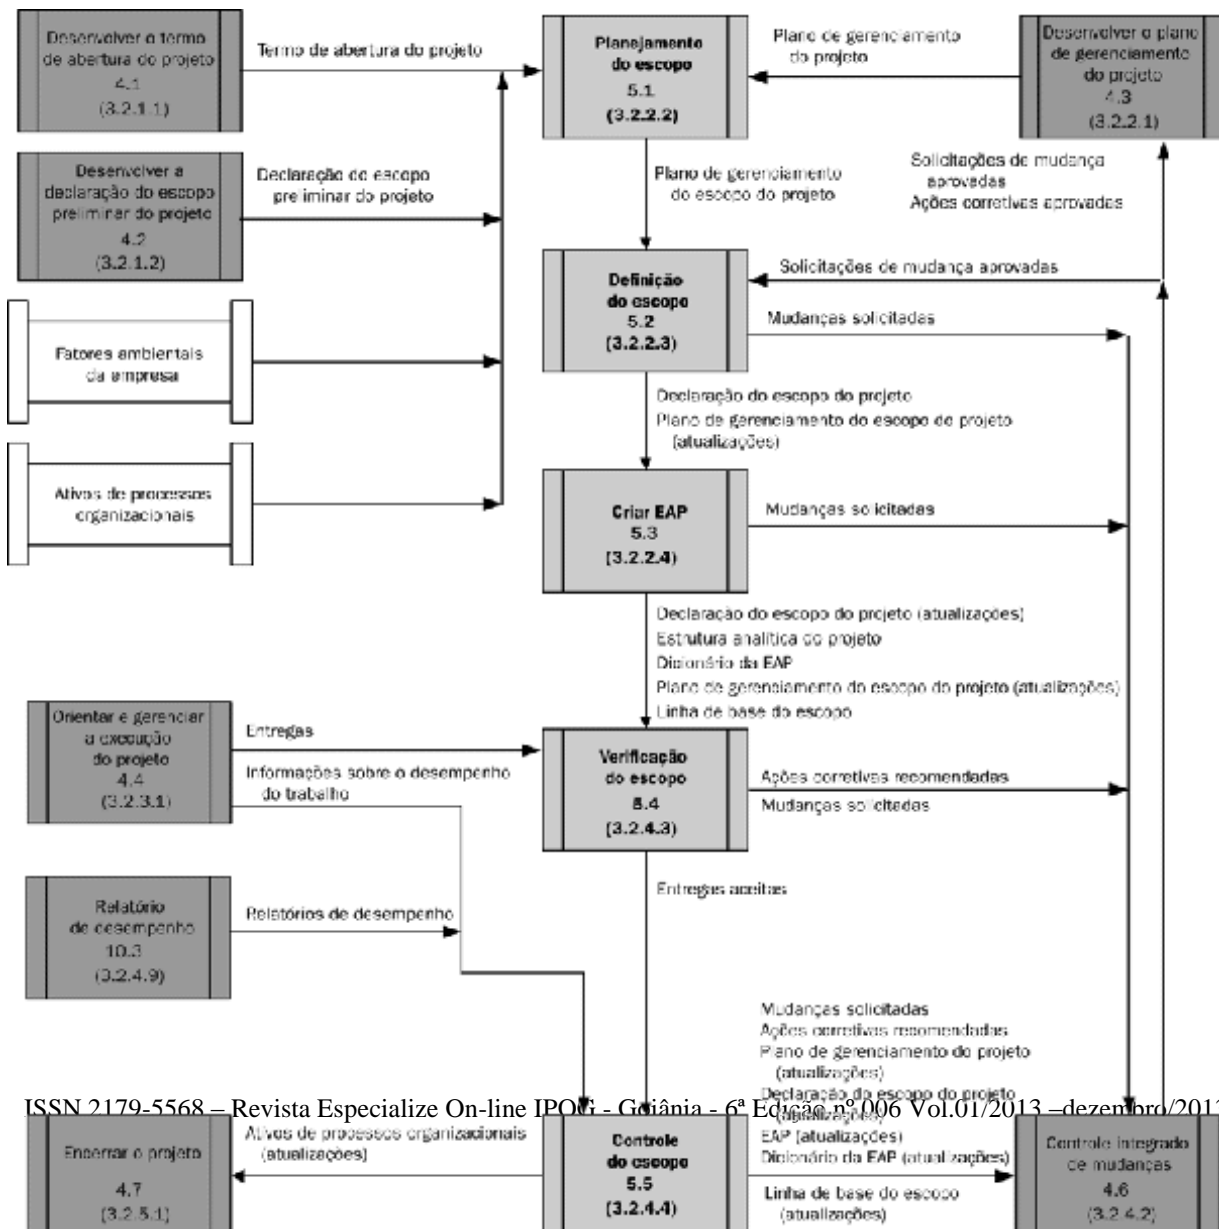 Desenvolver o termo
de abertura do projeto
4.1
(3.2.1.1)
Termo de abertura do projeto
Planejamento
do escopo
5.1
(3.2.2.2)
Plano de gerenciamento
do projeto
Desenvolver o plano
de gerenciamento
do projeto
4.3
(3.2.2.1)
Desenvolver a
declaração do escopo
preliminar do projeto
4.2
(3.2.1.2)
Declaração do escopo
preliminar do projeto
Plano de gerenciamento
do escopo do projeto
Solicitações de mudança
aprovadas
Ações corretivas aprovadas
Definição
do escopo
5.2
(3.2.2.3)
Solicitações de mudança aprovadas
Mudanças solicitadas
Fatores ambientais
da empresa
Declaração do escopo do projeto
Plano de gerenciamento do escopo do projeto
(atualizações)
Ativos de processos
organizacionais
Criar EAP
5.3
(3.2.2.4)
Mudanças solicitadas
Declaração do escopo do projeto (atualizações)
Estrutura analítica do projeto
Dicionário da EAP
Plano de gerenciamento do escopo do projeto (atualizações)
Linha de base do escopo
Orientar e gerenciar
a execução
do projeto
4.4
(3.2.3.1)
Entregas
Informações sobre o desempenho
do trabalho
Verificação
do escopo
5.4
(3.2.4.3)
Ações corretivas recomendadas
Mudanças solicitadas
Entregas aceitas
Relatório
de desempenho
10.3
(3.2.4.9)
Relatórios de desempenho
Mudanças solicitadas
Ações corretivas recomendadas
Plano de gerenciamento do projeto
(atualizações)
Declaração do escopo do projeto
(atualizações)
EAP (atualizações)
Dicionário da EAP (atualizações)
Linha de base do escopo
(atualizações)
ISSN 2179-5568 – Revista Especialize On-line IPOG - Goiânia - 6ª Edição nº 006 Vol.01/2013 –dezembro/201
Encerrar o projeto
4.7
(3.2.5.1)
Ativos de processos organizacionais
(atualizações)
Controle
do escopo
5.5
(3.2.4.4)
Controle integrado
de mudanças
4.6
(3.2.4.2)